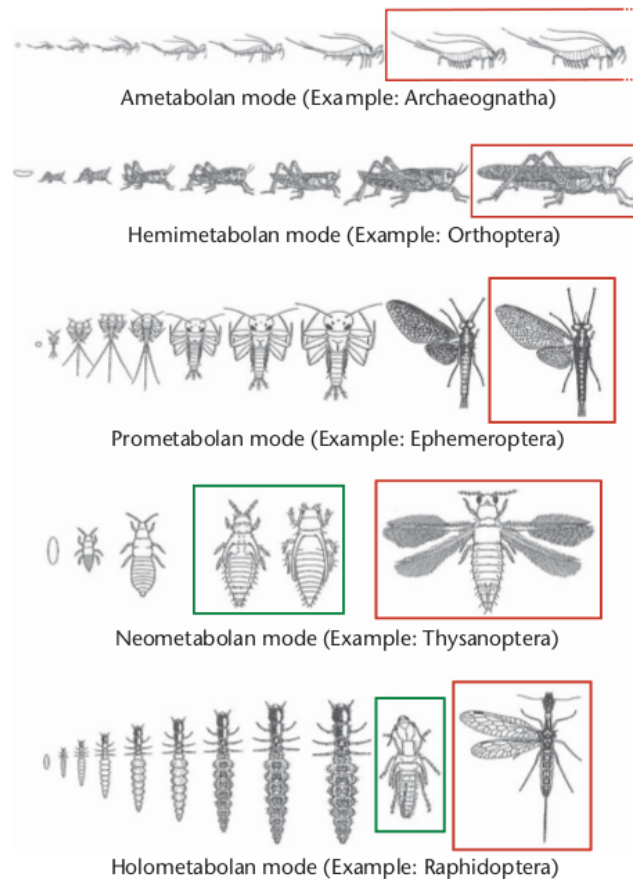 Ametabolan mode (Example: Archaeognatha)
Hemimetabolan mode (Example: Orthoptera)
Prometabolan mode (Example: Ephemeroptera)
Neometabolan mode (Example: Thysanoptera)
Holometabolan mode (Example: Raphidoptera)